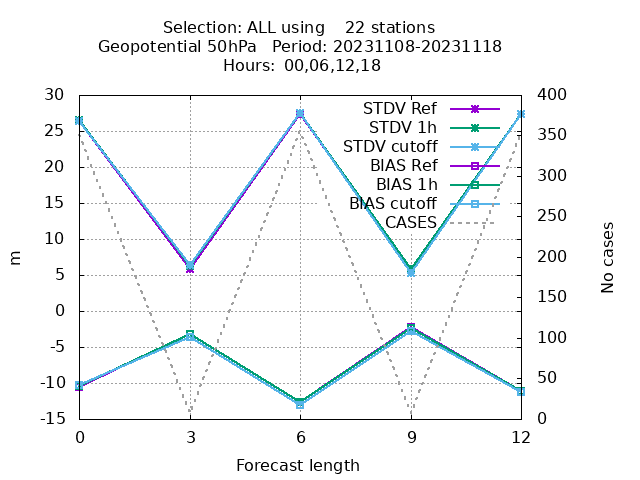 Selection: ALL using    22 stations
Geopotential 50hPa   Period: 20231108-20231118
Hours: 00,06,12,18
30 400
STDV Ref
25 350
STDV 1h
STDV cutoff
20 300
BIAS Ref
BIAS 1h
15 250
BIAS cutoff
CASES
10 200
5 150
0 100
-5 50
-10 0
-15
m
No cases
0 3 6 9 12
Forecast length